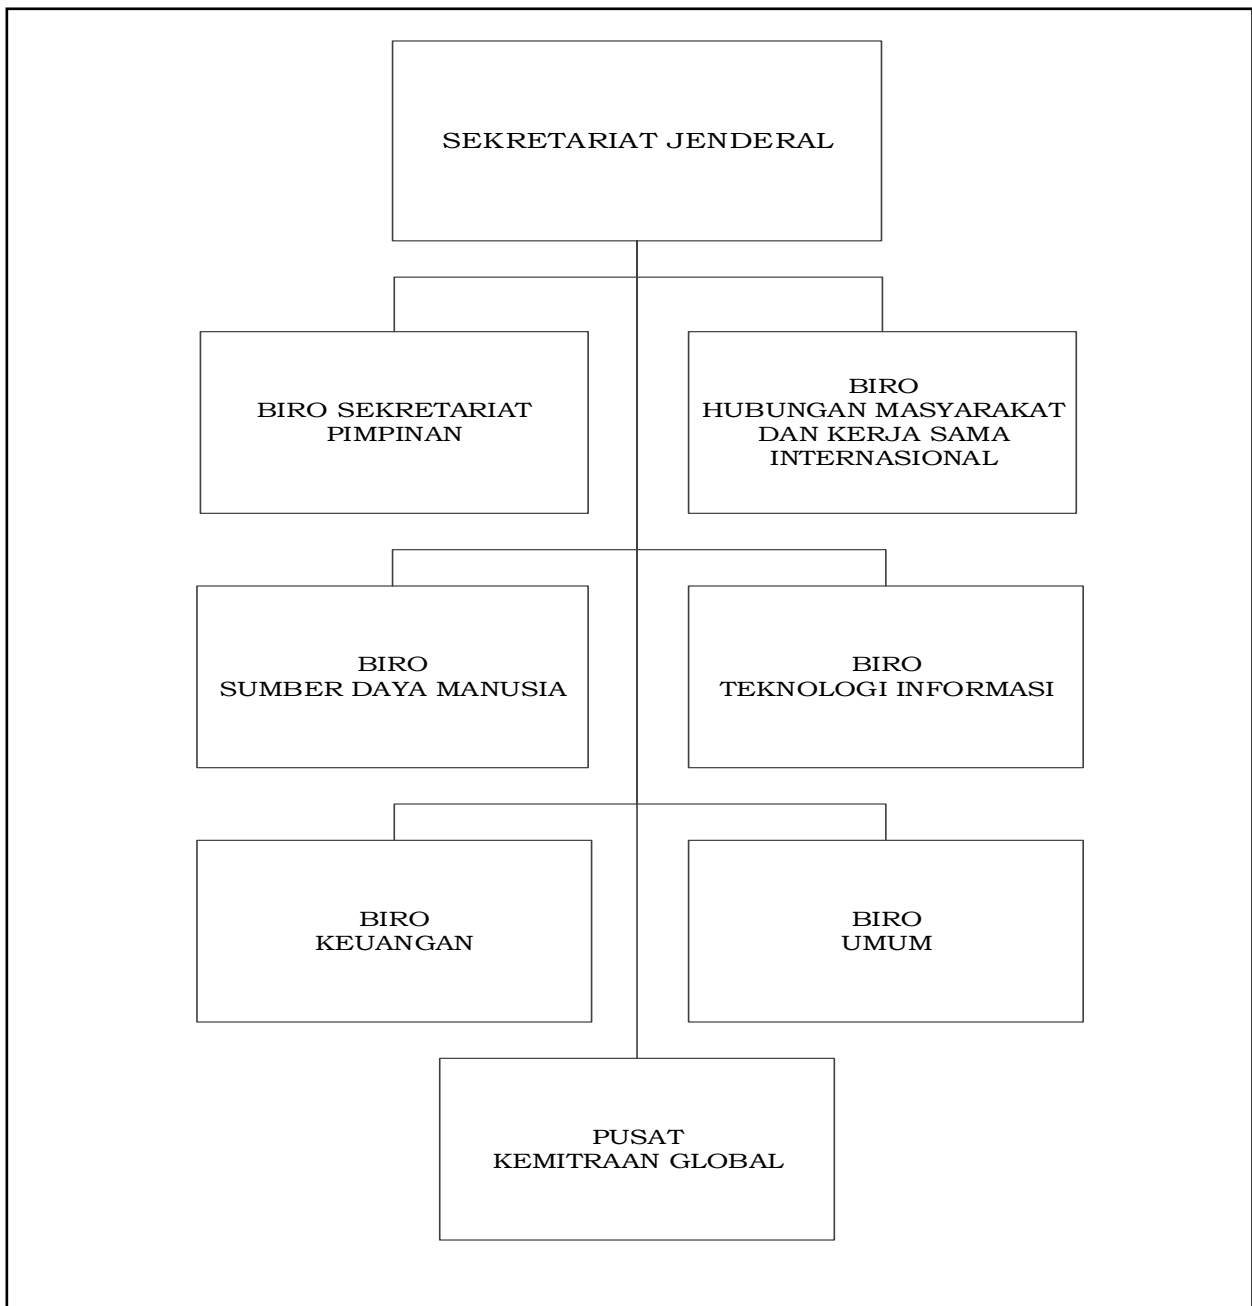 SEKRETARIAT JENDERAL
BIRO SEKRETARIAT
PIMPINAN
BIRO
HUBUNGAN MASYARAKAT
DAN KERJA SAMA
INTERNASIONAL
BIRO
SUMBER DAYA MANUSIA
BIRO
TEKNOLOGI INFORMASI
BIRO
KEUANGAN
BIRO
UMUM
PUSAT
KEMITRAAN GLOBAL